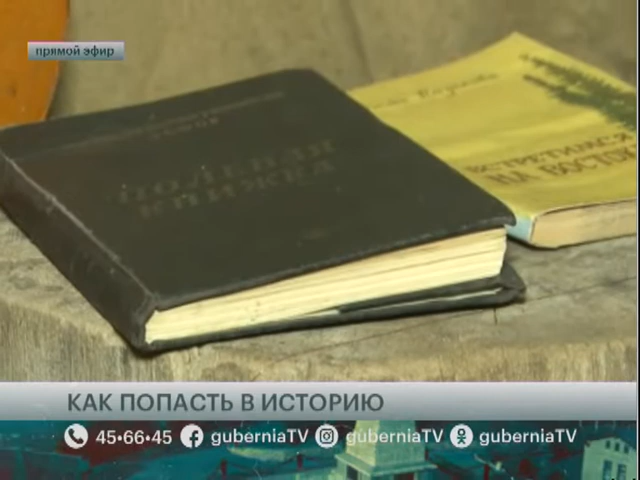 прямой эфир
ПОЛЕВАЯ
КНИЖКА
ВСТРЕТИМСЯ
НА ВОСТОКЕ
КАК ПОПАСТЬ В ИСТОРИЮ
45•66•45 guberniaTV guberniaTV guberniaTV